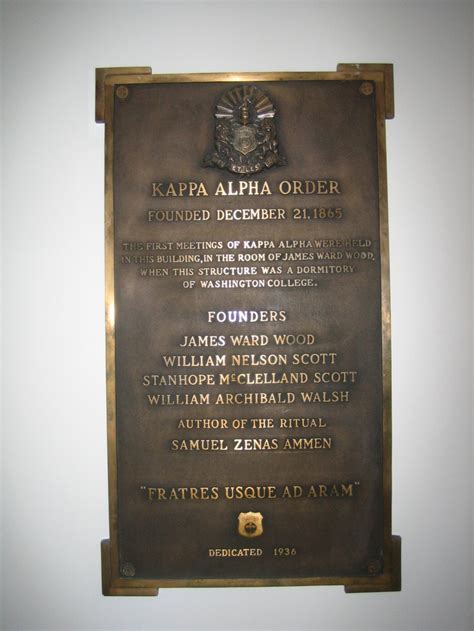 KAPPA ALPHA ORDER
FOUNDED DECEMBER 21, 1865
THE FIRST MEETINGS OF KAPPA ALPHA WERE HELD
IN THIS BUILDING, IN THE ROOM OF JAMES WARD WOOD,
WHEN THIS STRUCTURE WAS A DORMITORY
OF WASHINGTON COLLEGE.
FOUNDERS
JAMES WARD WOOD
WILLIAM NELSON SCOTT
STANHOPE McCLELLAND SCOTT
WILLIAM ARCHIBALD WALSH
AUTHOR OF THE RITUAL
SAMUEL ZENAS AMMEN
"FRATRES USQUE AD ARAM"
DEDICATED 1936